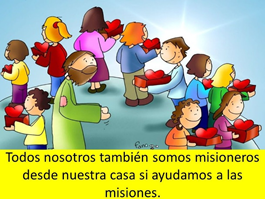 Todos nosotros también somos misioneros
desde nuestra casa si ayudamos a las
misiones.